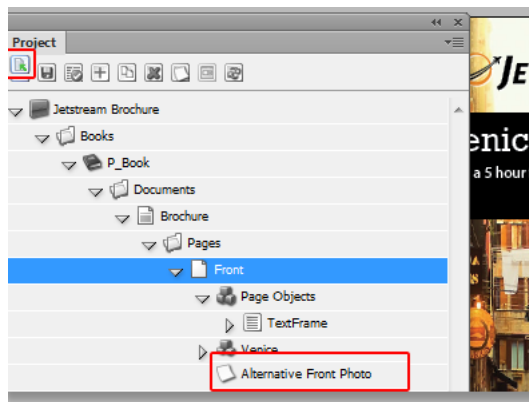 Project
JE
Jetstream Brochure
enic
Books
a 5 hour
P_Book
Documents
Brochure
Pages
Front
Page Objects
TextFrame
Venice
Alternative Front Photo